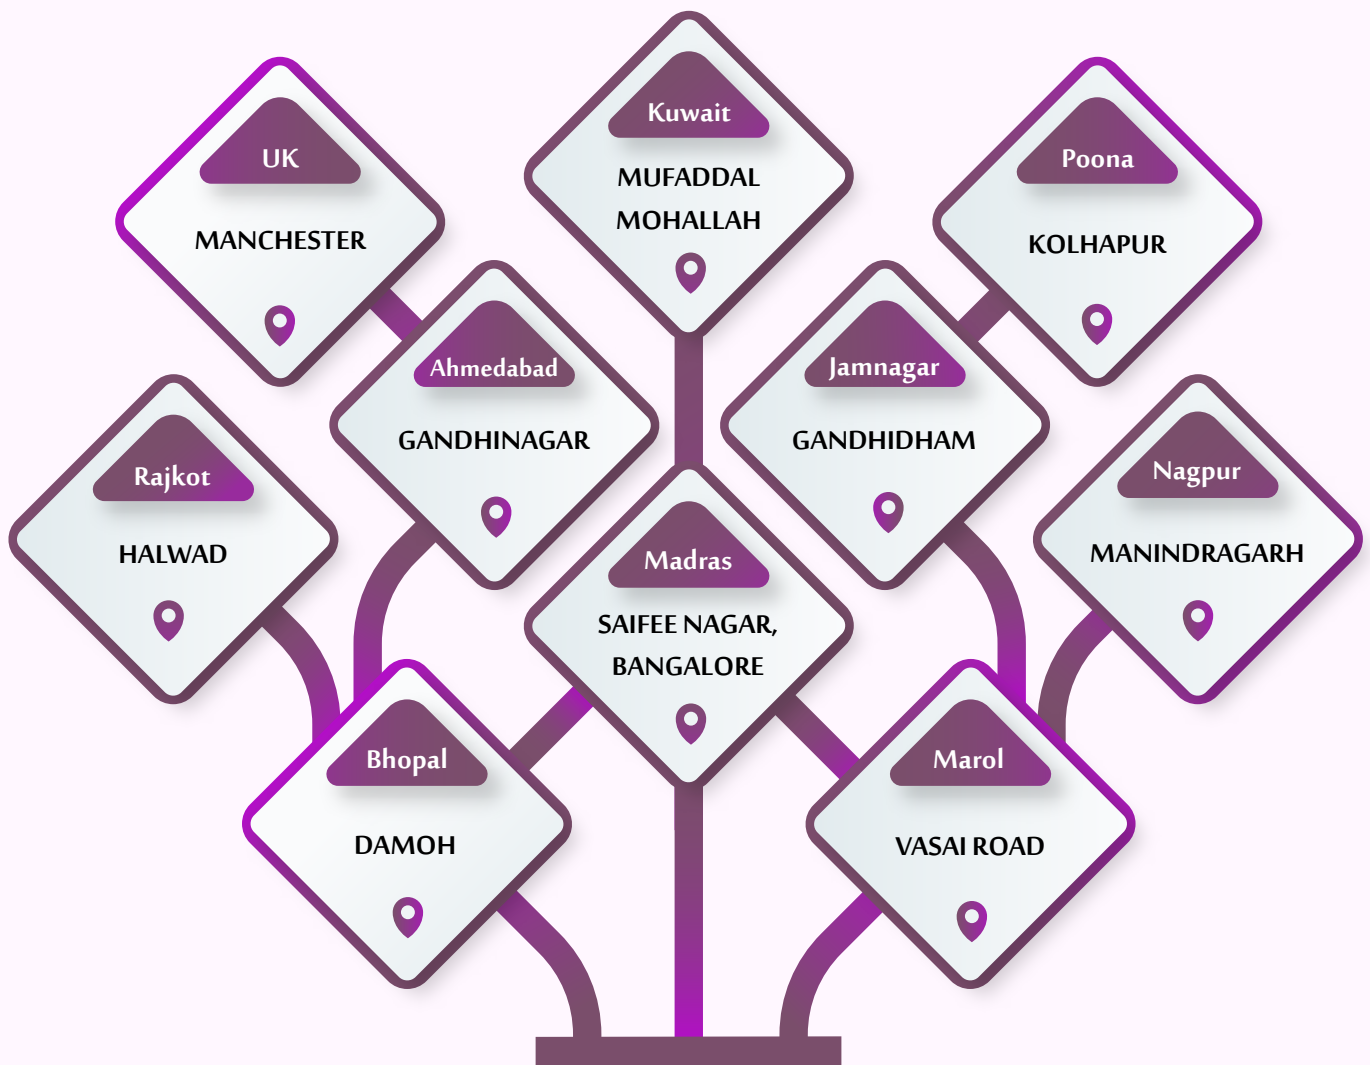 Kuwait
MUFADDAL
MOHALLAH
UK
MANCHESTER
Poona
KOLHAPUR
Ahmedabad
GANDHINAGAR
Jamnagar
GANDHIDHAM
Rajkot
HALWAD
Nagpur
MANINDRAGARH
Madras
SAIFEE NAGAR,
BANGALORE
Bhopal
DAMOH
Marol
VASAI ROAD